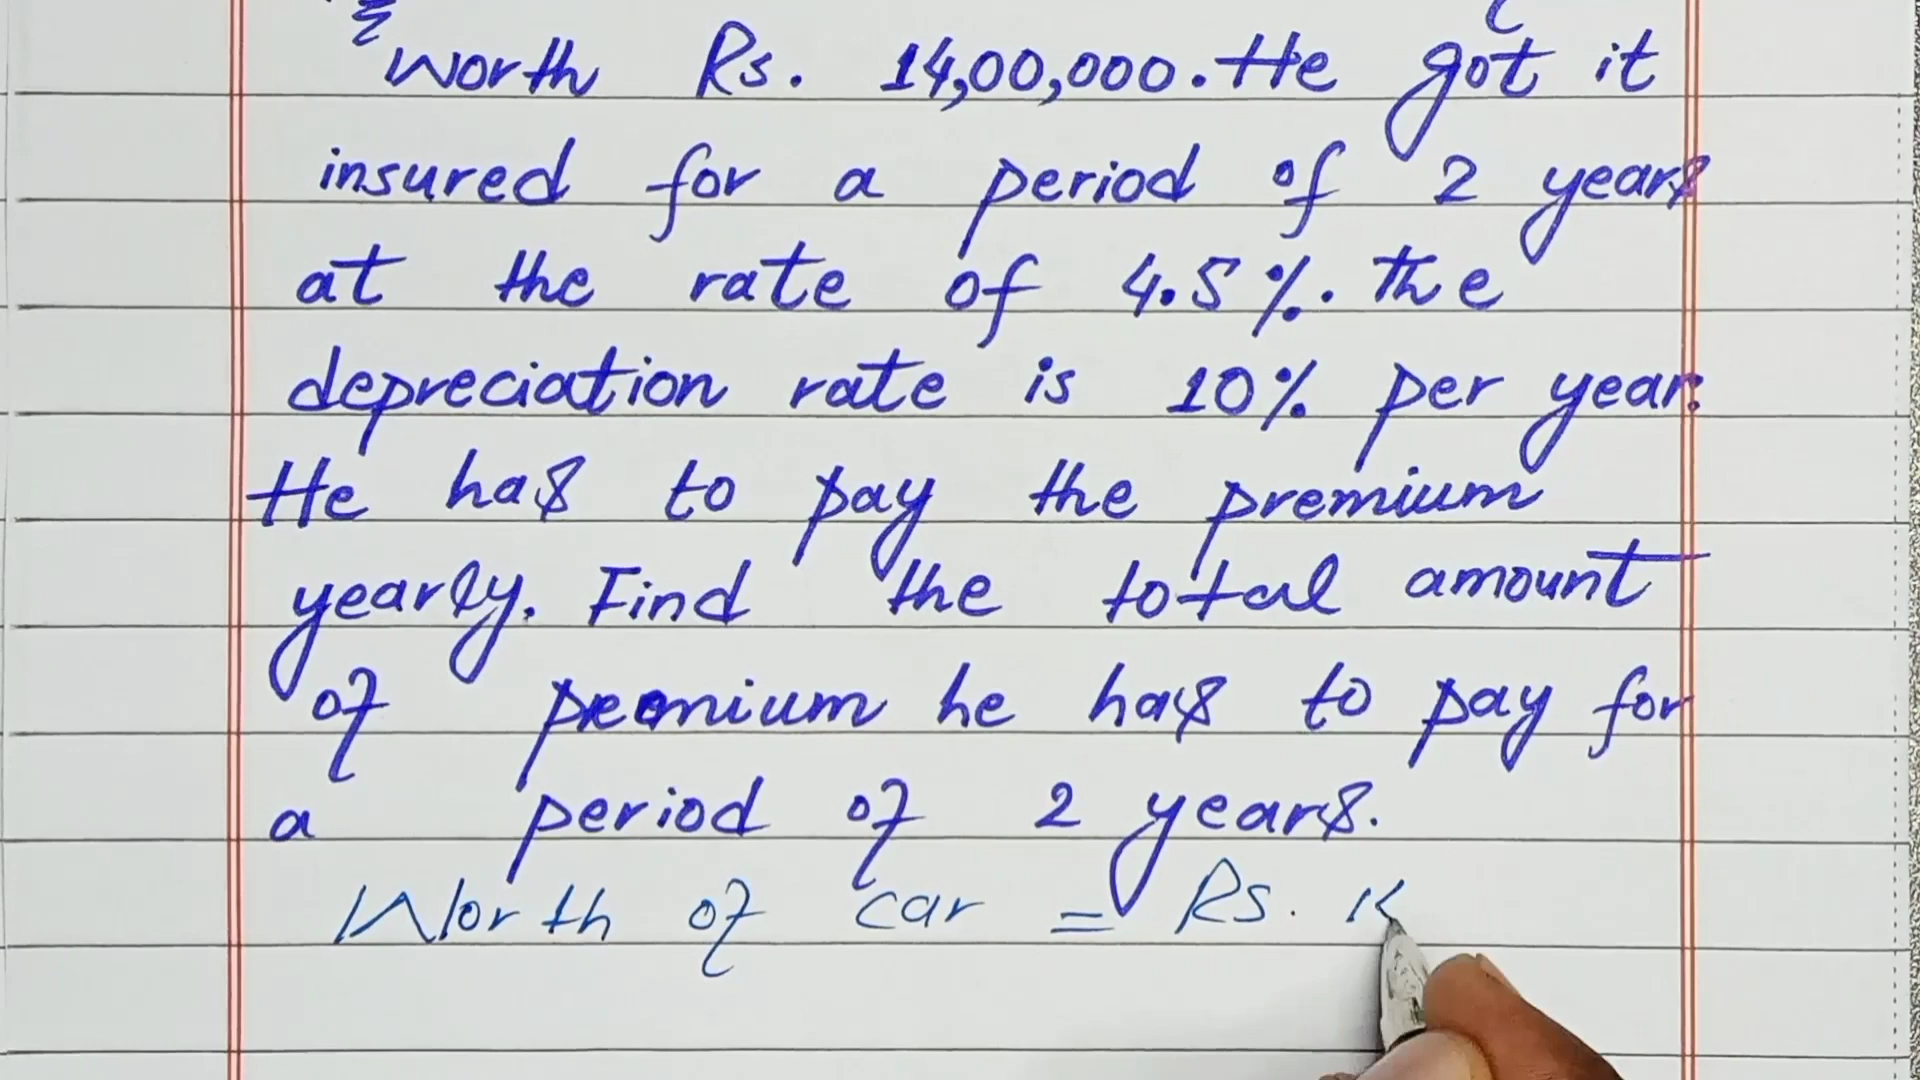 worth Rs. 14,00,000. He got it
insured for a period of 2 years
at the rate of 4.5%. The
depreciation rate is 10% per year.
He has to pay the premium
yearly. Find the total amount
of premium he has to pay for
a period of 2 years.
Worth of car = Rs. 1